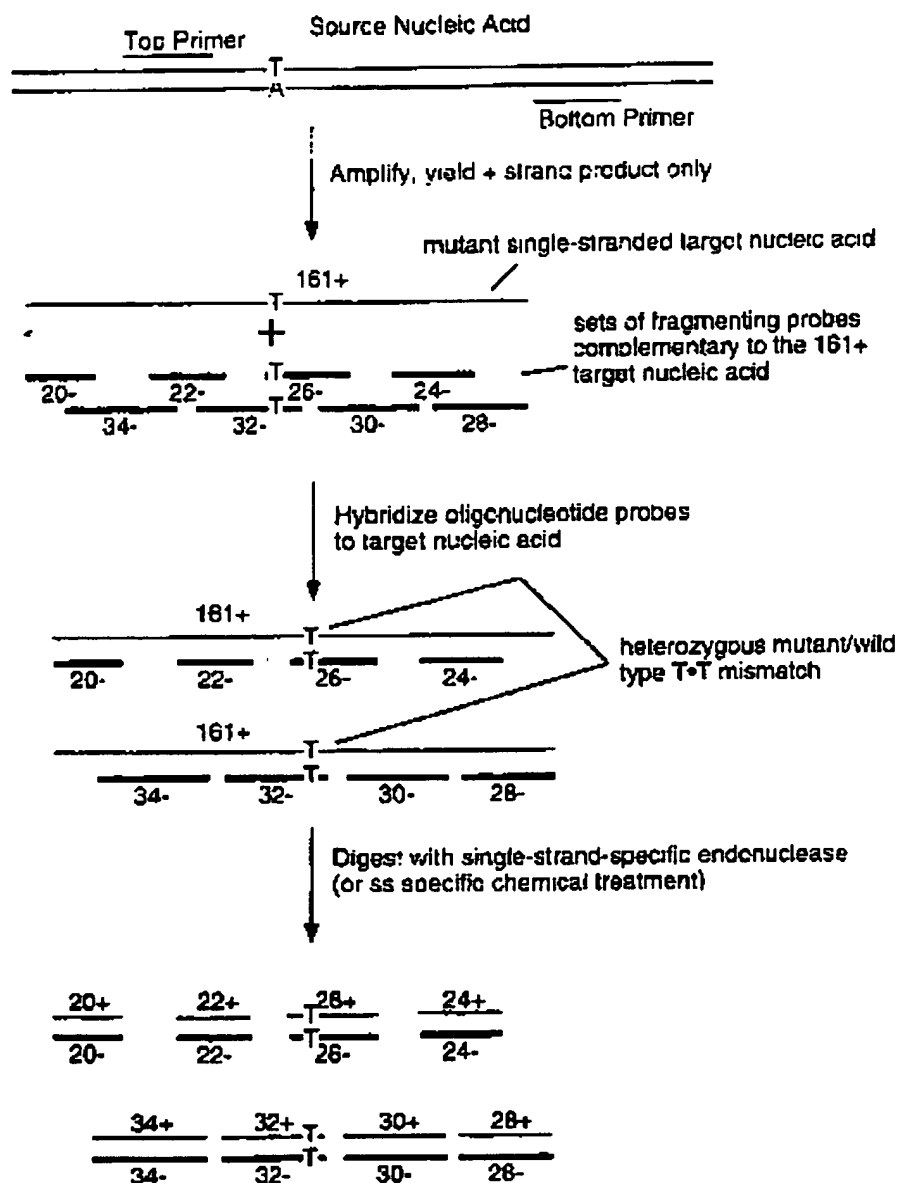 Top Primer
Source Nucleic Acid
T
A
Bottom Primer
Amplify, yield + strand product only
mutant single-stranded target nucleic acid
161+
T
+
sets of fragmenting probes
complementary to the 161+
target nucleic acid
T
20- 22- 26- 24-
T
34- 32- 30- 28-
Hybridize oligonucleotide probes
to target nucleic acid
161+
T
T
20- 22- 26- 24-
heterozygous mutant/wild
type T•T mismatch
161+
T
T
34- 32- 30- 28-
Digest with single-strand-specific endonuclease
(or ss specific chemical treatment)
20+ 22+ 26+ 24+
T
T
20- 22- 26- 24-
34+ 32+ 30+ 28+
T
T
34- 32- 30- 28-